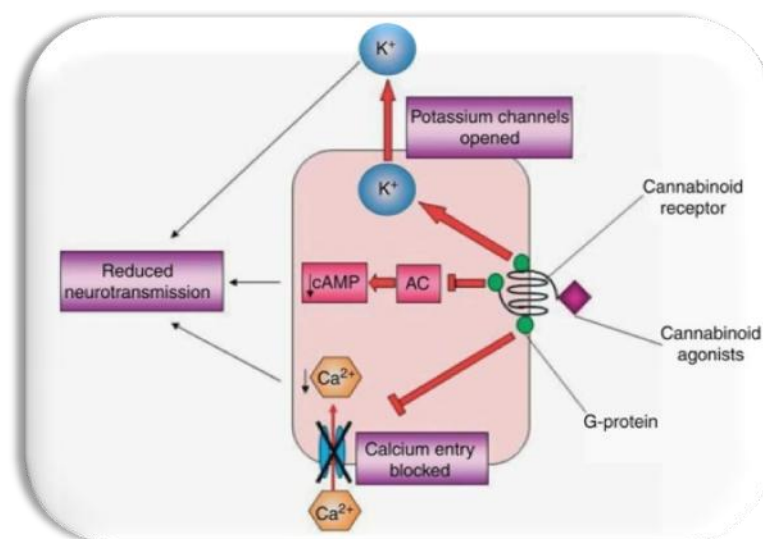 K⁺
Potassium channels
opened
K⁺
Cannabinoid
receptor
Reduced
neurotransmission
↓cAMP
AC
Cannabinoid
agonists
↓Ca²⁺
G-protein
Calcium entry
blocked
Ca²⁺